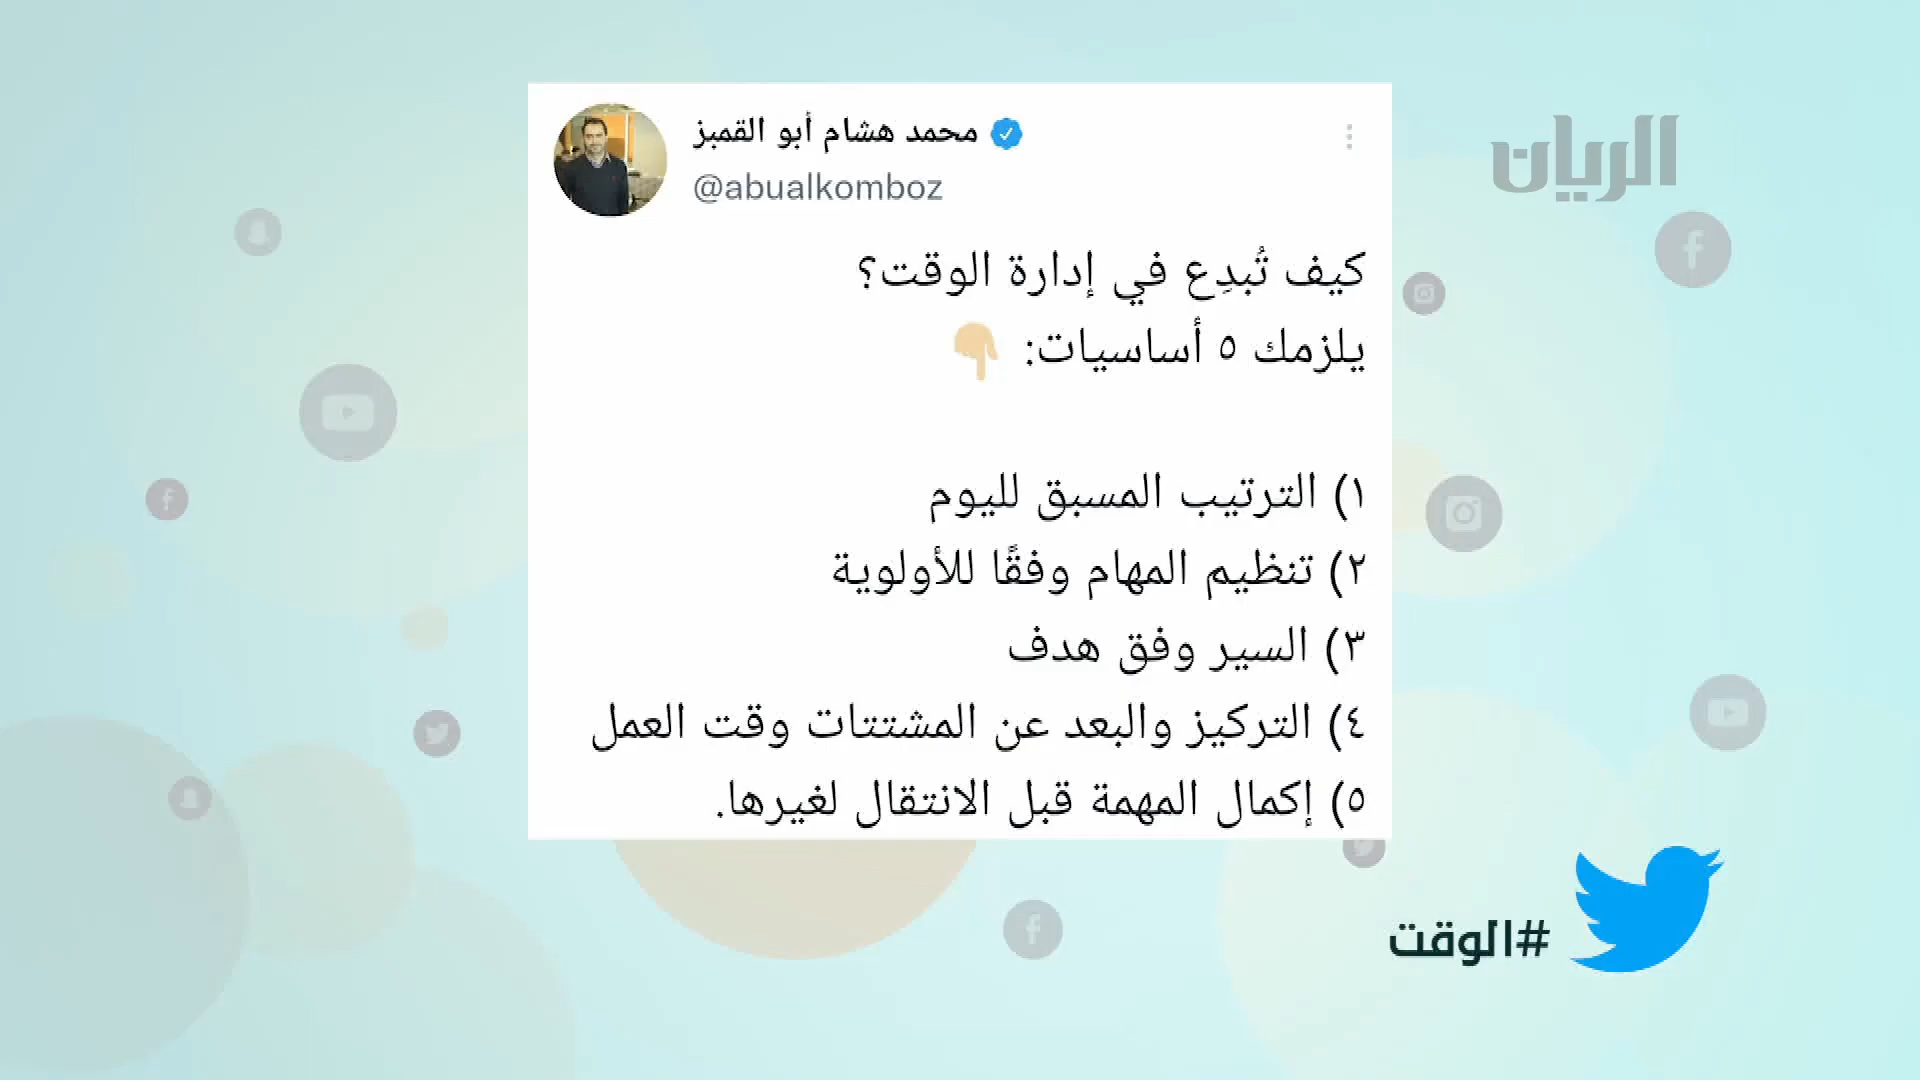 محمد هشام أبو القمبز
@abualkomboz
الريان
كيف تُبدِع في إدارة الوقت؟
يلزمك ٥ أساسيات: 👇🏼
١) الترتيب المسبق لليوم
٢) تنظيم المهام وفقًا للأولوية
٣) السير وفق هدف
٤) التركيز والبعد عن المشتتات وقت العمل
٥) إكمال المهمة قبل الانتقال لغيرها.
#الوقت